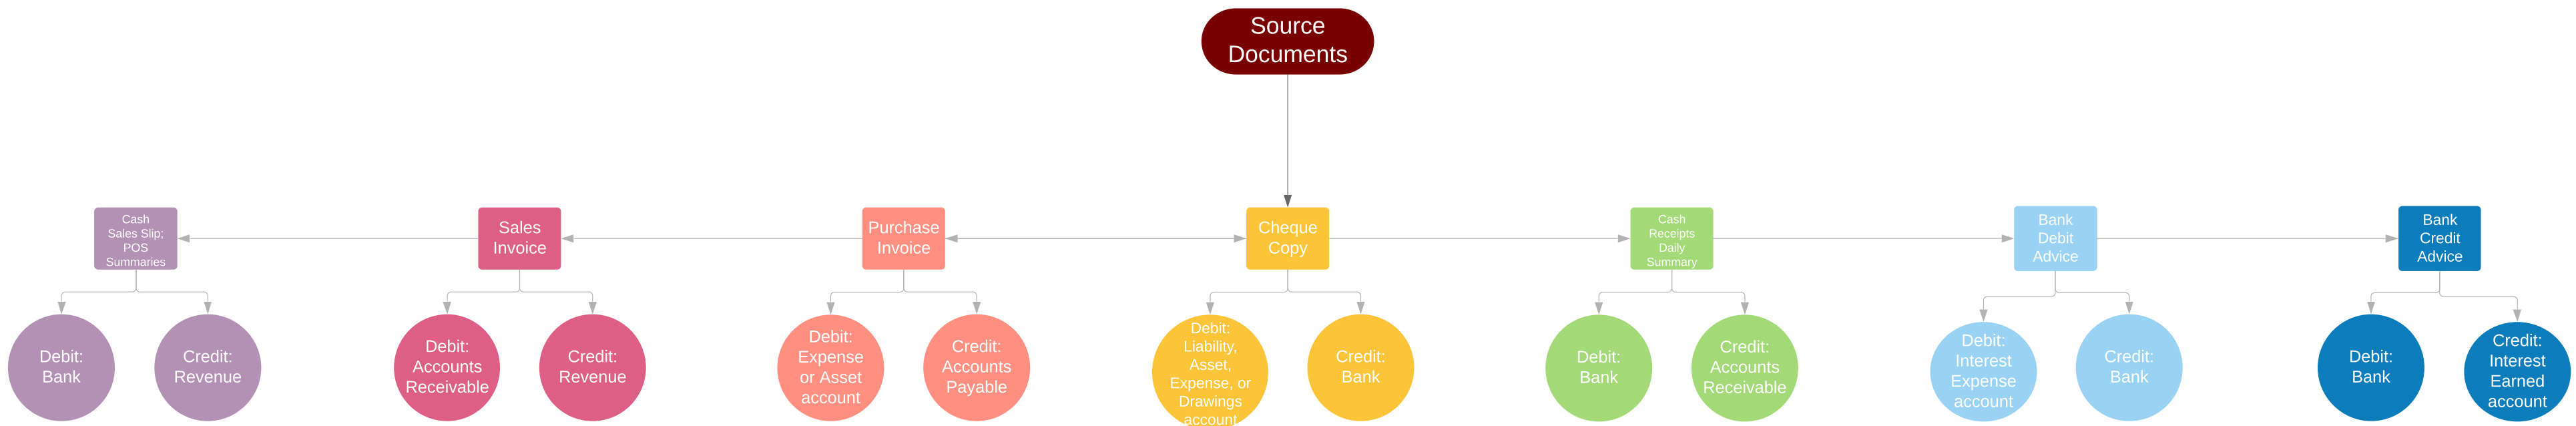 Source
Documents
Cash
Sales Slip;
POS
Summaries
Sales
Invoice
Purchase
Invoice
Cheque
Copy
Cash
Receipts
Daily
Summary
Bank
Debit
Advice
Bank
Credit
Advice
Debit:
Bank
Credit:
Revenue
Debit:
Accounts
Receivable
Credit:
Revenue
Debit:
Expense
or Asset
account
Credit:
Accounts
Payable
Debit:
Liability,
Asset,
Expense, or
Drawings
account
Credit:
Bank
Debit:
Bank
Credit:
Accounts
Receivable
Debit:
Interest
Expense
account
Credit:
Bank
Debit:
Bank
Credit:
Interest
Earned
account